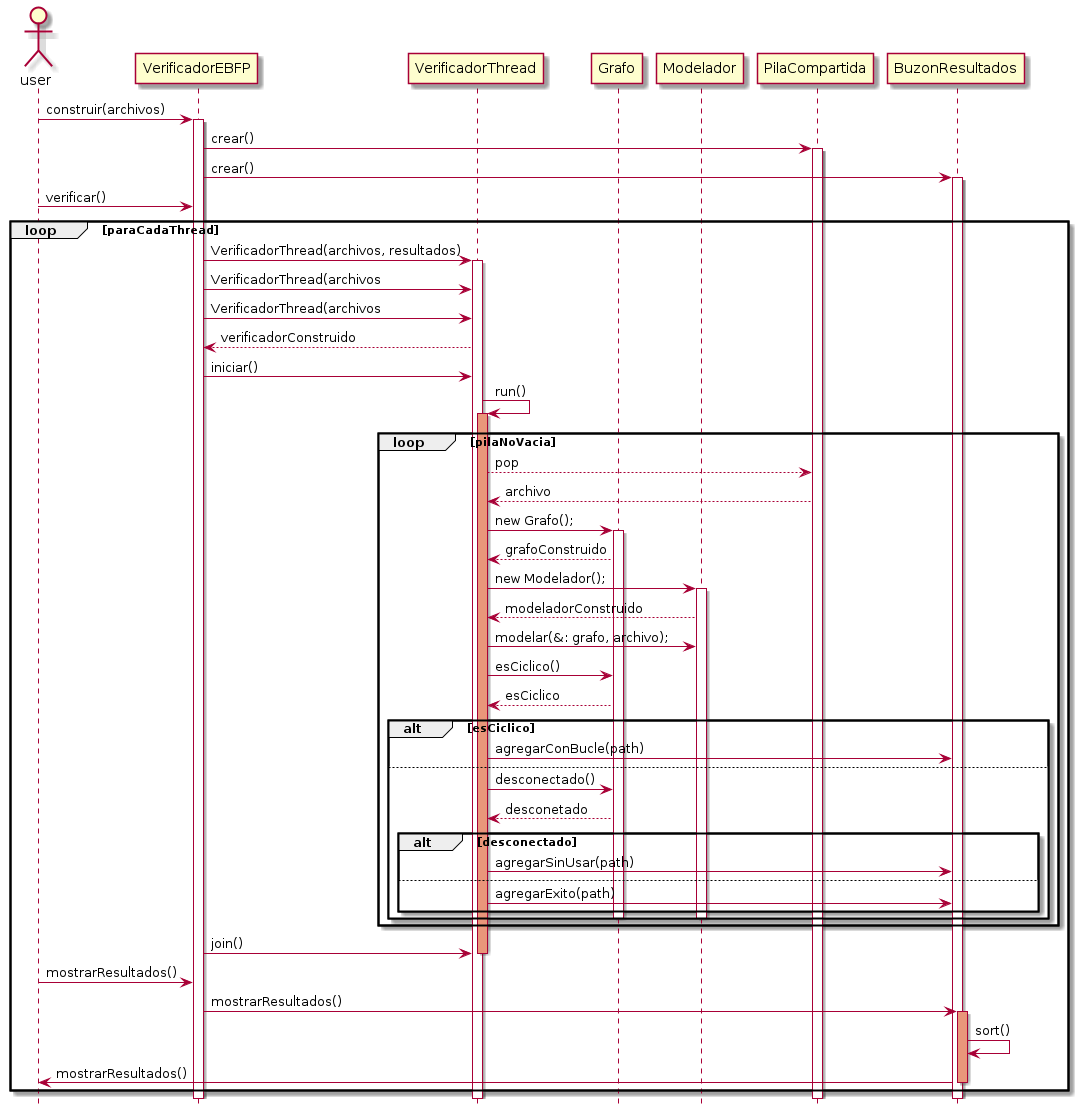 user
VerificadorEBFP
VerificadorThread
Grafo
Modelador
PilaCompartida
BuzonResultados
construir(archivos)
crear()
crear()
verificar()
loop [paraCadaThread]
VerificadorThread(archivos, resultados)
VerificadorThread(archivos
VerificadorThread(archivos
verificadorConstruido
iniciar()
run()
loop [pilaNoVacia]
pop
archivo
new Grafo();
grafoConstruido
new Modelador();
modeladorConstruido
modelar(&: grafo, archivo);
esCiclico()
esCiclico
alt [esCiclico]
agregarConBucle(path)
desconectado()
desconetado
alt [desconectado]
agregarSinUsar(path)
agregarExito(path)
join()
mostrarResultados()
mostrarResultados()
sort()
mostrarResultados()